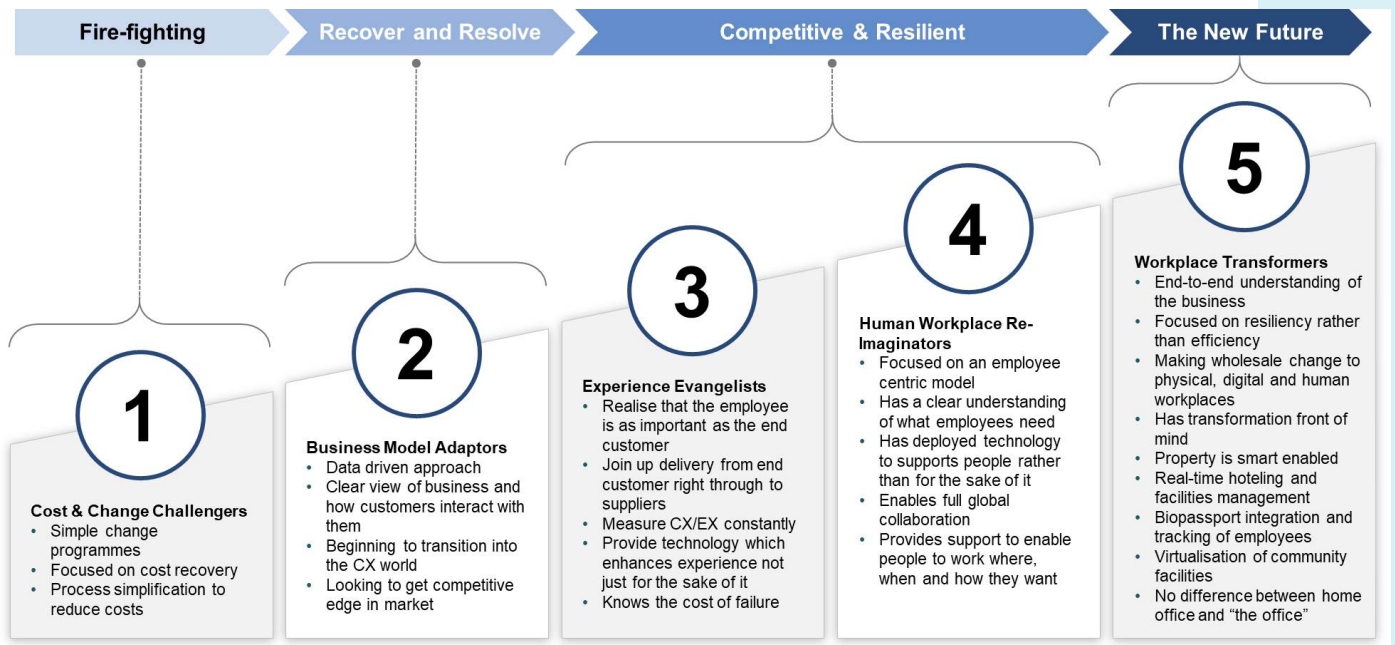 Fire-fighting
Recover and Resolve
Competitive & Resilient
The New Future
1
Cost & Change Challengers
• Simple change
programmes
• Focused on cost recovery
• Process simplification to
reduce costs
2
Business Model Adaptors
• Data driven approach
• Clear view of business and
how customers interact with
them
• Beginning to transition into
the CX world
• Looking to get competitive
edge in market
3
Experience Evangelists
• Realise that the employee
is as important as the end
customer
• Join up delivery from end
customer right through to
suppliers
• Measure CX/EX constantly
• Provide technology which
enhances experience not
just for the sake of it
• Knows the cost of failure
4
Human Workplace Re-
Imaginators
• Focused on an employee
centric model
• Has a clear understanding
of what employees need
• Has deployed technology
to supports people rather
than for the sake of it
• Enables full global
collaboration
• Provides support to enable
people to work where,
when and how they want
5
Workplace Transformers
• End-to-end understanding of
the business
• Focused on resiliency rather
than efficiency
• Making wholesale change to
physical, digital and human
workplaces
• Has transformation front of
mind
• Property is smart enabled
• Real-time hoteling and
facilities management
• Biopassport integration and
tracking of employees
• Virtualisation of community
facilities
• No difference between home
office and “the office”